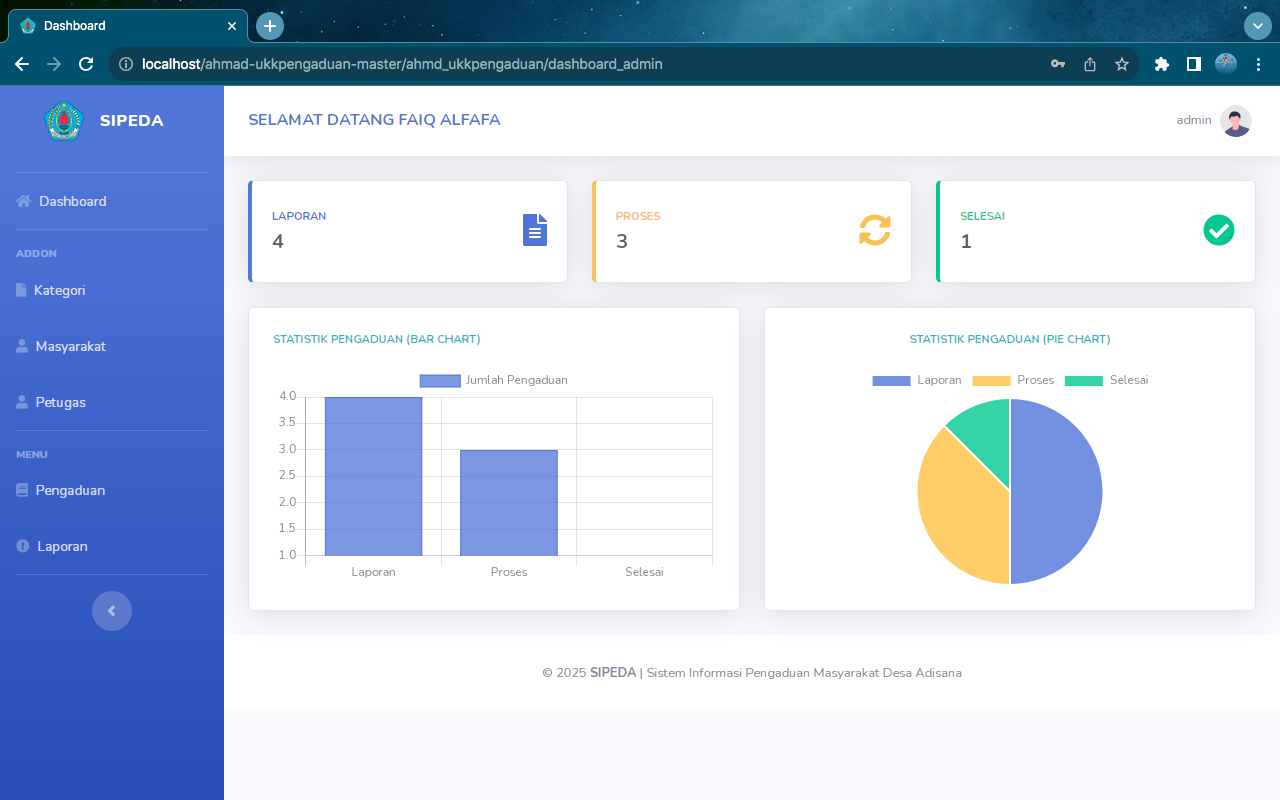 Dashboard
localhost/ahmad-ukkpengaduan-master/ahmd_ukkpengaduan/dashboard_admin
SIPEDA
Dashboard
ADDON
Kategori
Masyarakat
Petugas
MENU
Pengaduan
Laporan
SELAMAT DATANG FAIQ ALFAFA
admin
LAPORAN
4
PROSES
3
SELESAI
1
STATISTIK PENGADUAN (BAR CHART)
Jumlah Pengaduan
4.0
3.5
3.0
2.5
2.0
1.5
1.0
Laporan Proses Selesai
STATISTIK PENGADUAN (PIE CHART)
Laporan Proses Selesai
© 2025 SIPEDA | Sistem Informasi Pengaduan Masyarakat Desa Adisana